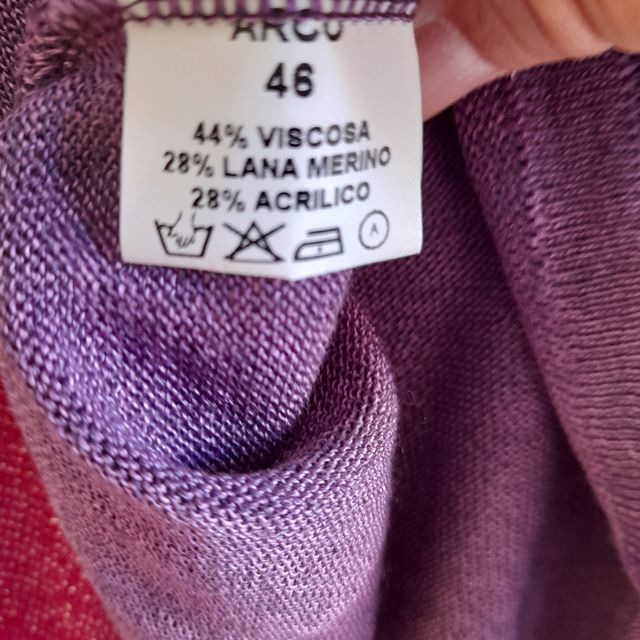 46
44% VISCOSA
28% LANA MERINO
28% ACRILICO
A